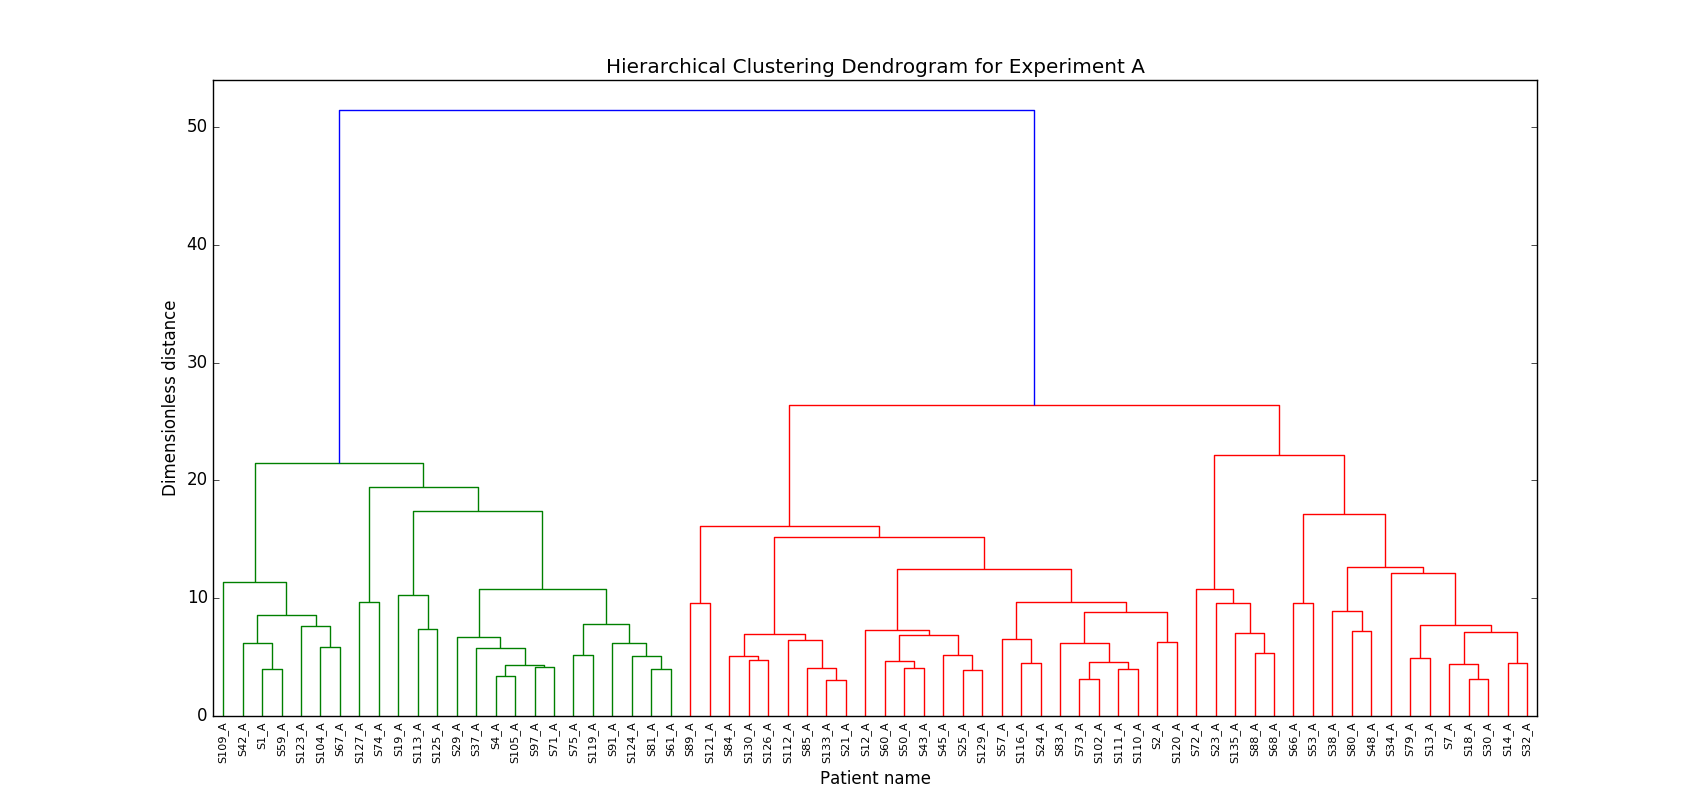 Hierarchical Clustering Dendrogram for Experiment A
50
40
30
20
10
0
Dimensionless distance
S109_A
S42_A
S1_A
S59_A
S123_A
S104_A
S67_A
S127_A
S74_A
S19_A
S113_A
S125_A
S29_A
S37_A
S4_A
S105_A
S97_A
S71_A
S75_A
S119_A
S91_A
S124_A
S81_A
S61_A
S89_A
S121_A
S84_A
S130_A
S126_A
S112_A
S85_A
S133_A
S21_A
S12_A
S60_A
S50_A
S43_A
S45_A
S25_A
S129_A
S57_A
S116_A
S24_A
S83_A
S73_A
S102_A
S111_A
S110_A
S2_A
S120_A
S72_A
S23_A
S135_A
S88_A
S68_A
S66_A
S53_A
S38_A
S80_A
S48_A
S34_A
S79_A
S13_A
S7_A
S18_A
S30_A
S14_A
S32_A
Patient name